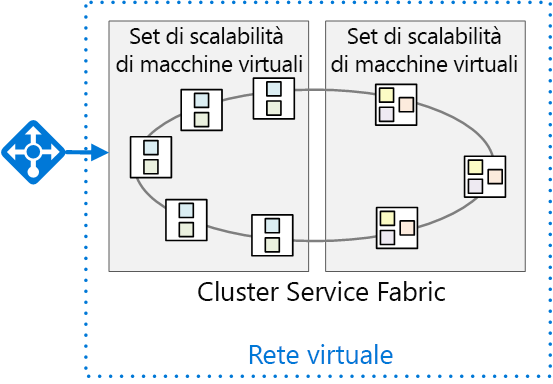 Set di scalabilità
di macchine virtuali
Set di scalabilità
di macchine virtuali
Cluster Service Fabric
Rete virtuale